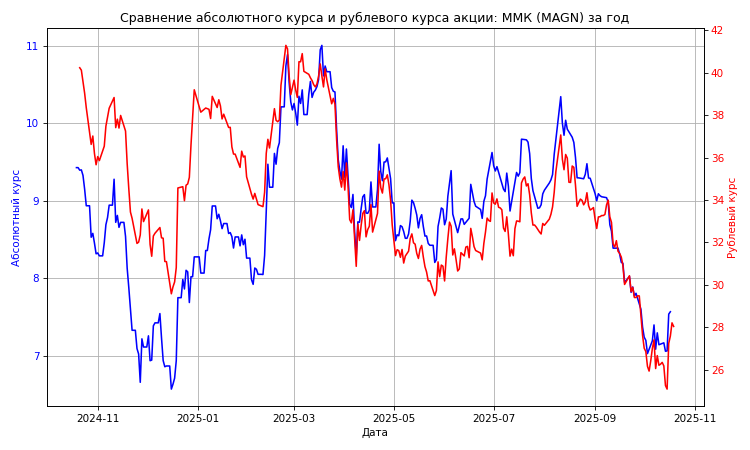 Сравнение абсолютного курса и рублевого курса акции: ММК (MAGN) за год
11
10
9
8
7
Абсолютный курс
42
40
38
36
34
32
30
28
26
Рублевый курс
2024-11 2025-01 2025-03 2025-05 2025-07 2025-09 2025-11
Дата